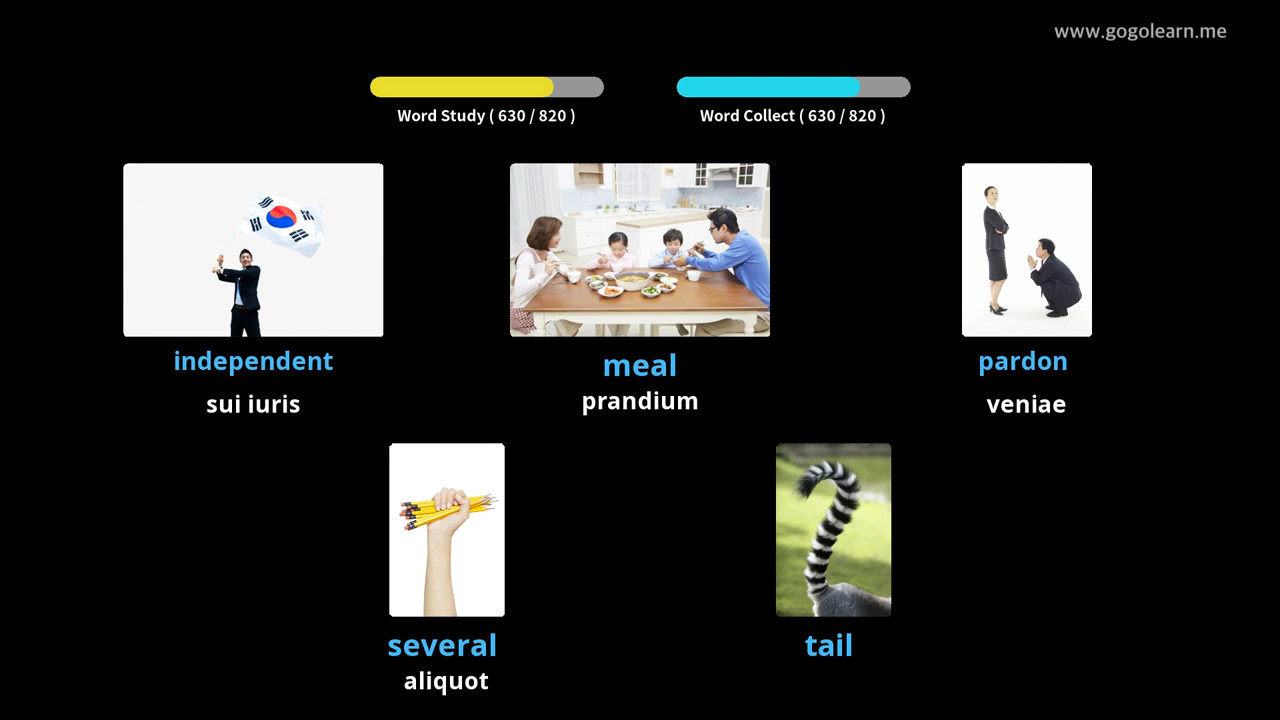 www.gogolearn.me
Word Study ( 630 / 820 )
Word Collect ( 630 / 820 )
independent
sui iuris
meal
prandium
pardon
veniae
several
aliquot
tail